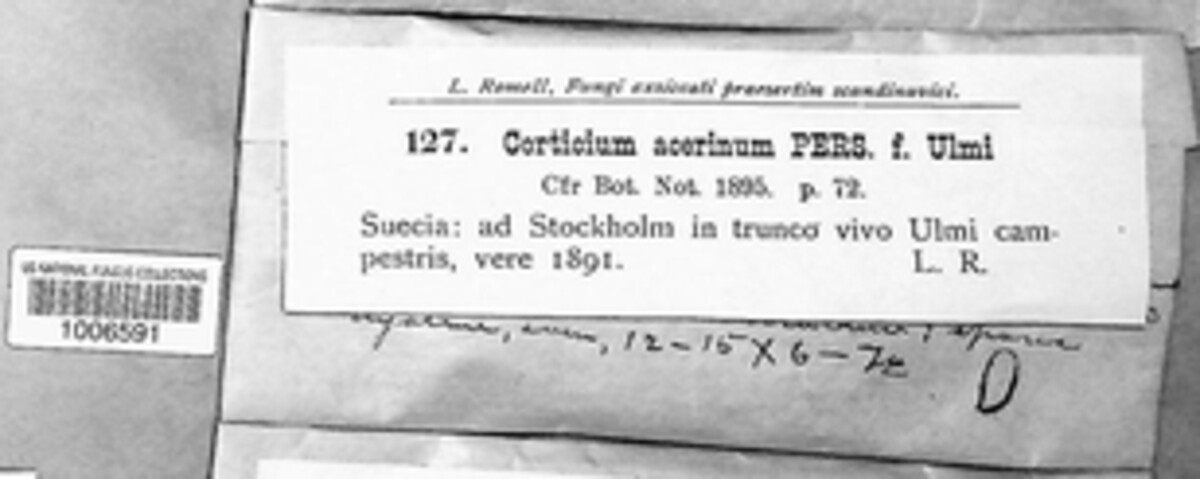 L. Romell, Fungi exsiccati praesertim scandinavici.
127. Corticium acerinum PERS. f. Ulmi
Cfr Bot. Not. 1895. p. 72.
Suecia: ad Stockholm in trunco vivo Ulmi cam-
pestris, vere 1891. L. R.
US NATIONAL FUNGUS COLLECTIONS
1006591
12-15 X 6-7